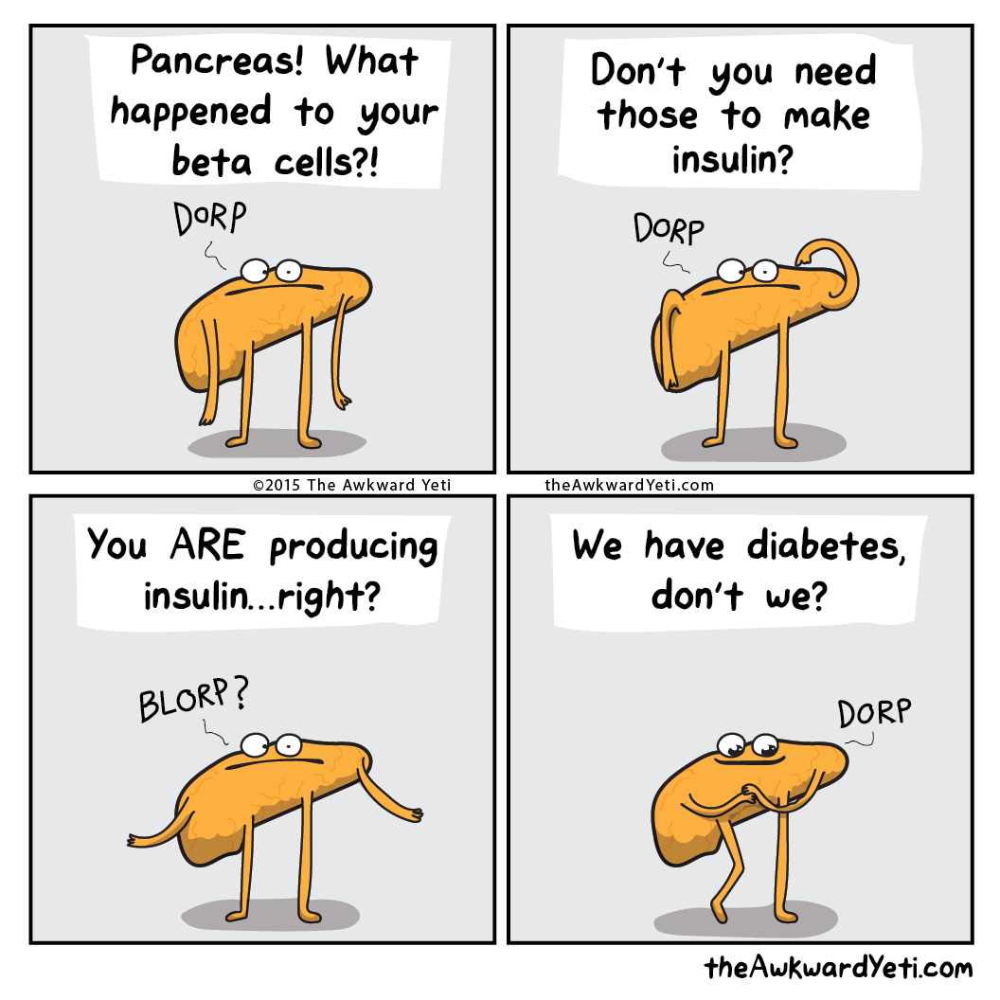 Pancreas! What
happened to your
beta cells?!
DORP
Don't you need
those to make
insulin?
DORP
©2015 The Awkward Yeti
theAwkwardYeti.com
You ARE producing
insulin...right?
BLORP?
We have diabetes,
don't we?
DORP
theAwkwardYeti.com